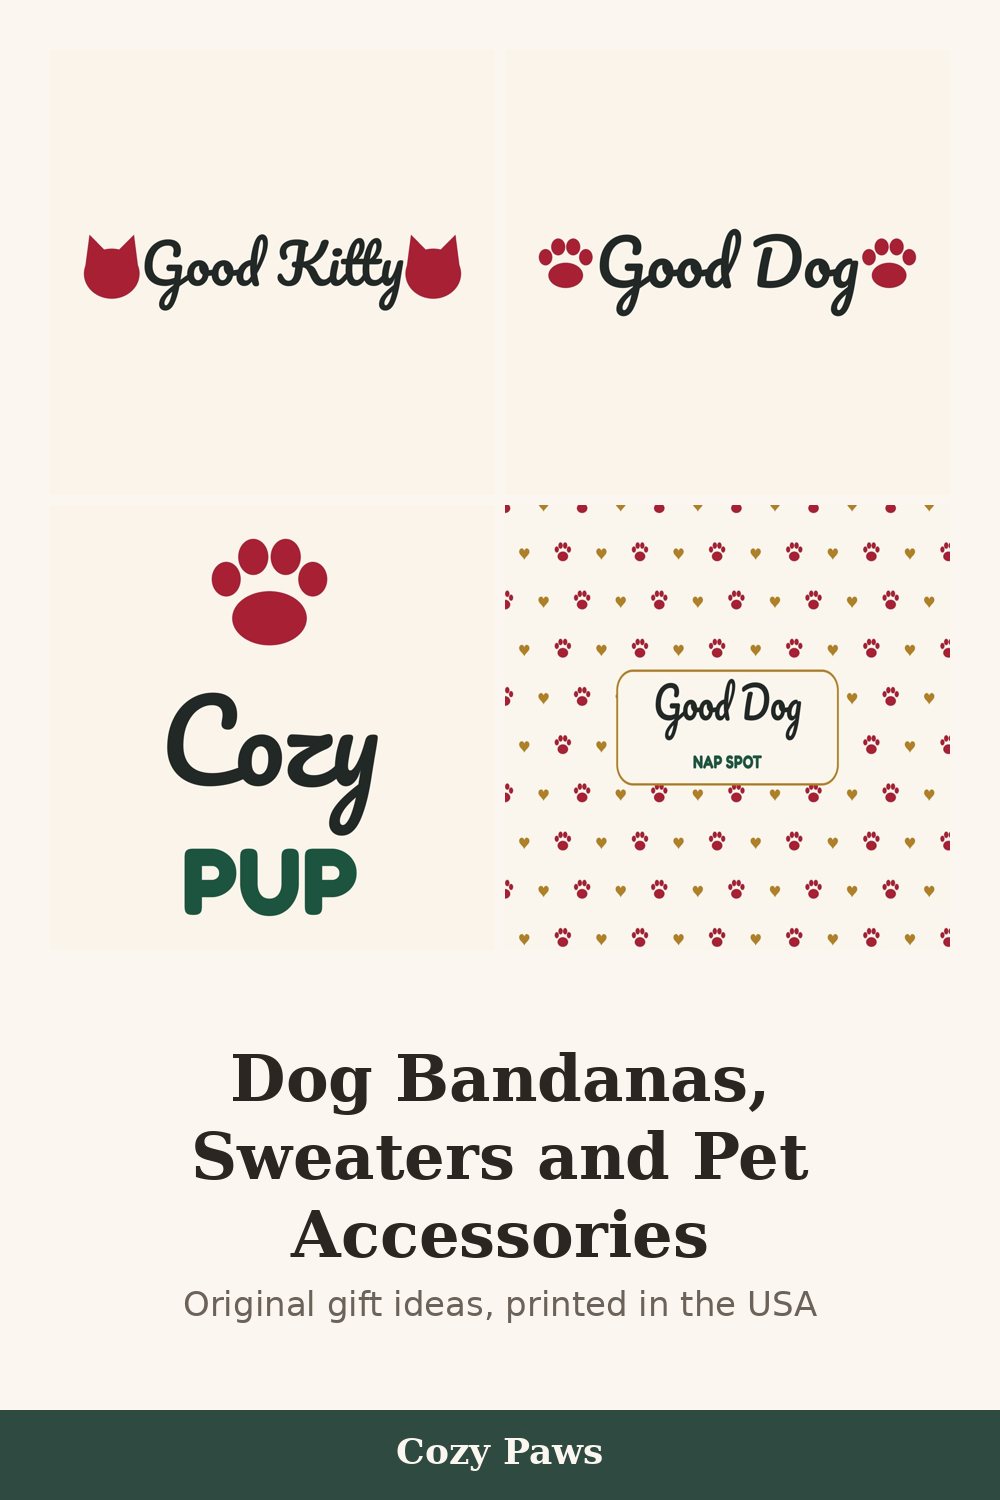 Good Kitty
Good Dog
Cozy
PUP
Good Dog
NAP SPOT
Dog Bandanas,
Sweaters and Pet
Accessories
Original gift ideas, printed in the USA
Cozy Paws